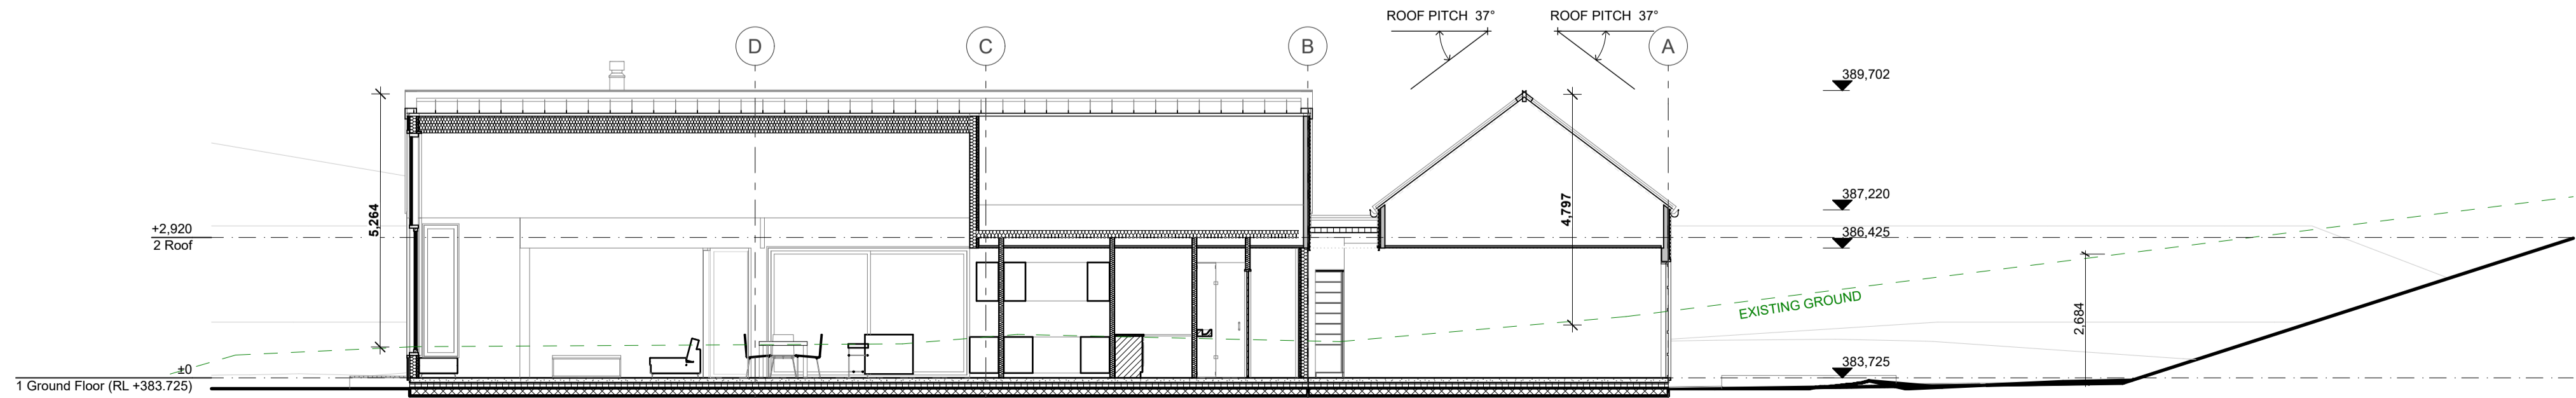 ROOF PITCH 37°
ROOF PITCH 37°
D
C
B
A
389,702
5,264
4,797
387,220
+2,920
2 Roof
386,425
EXISTING GROUND
2,684
±0
1 Ground Floor (RL +383.725)
383,725